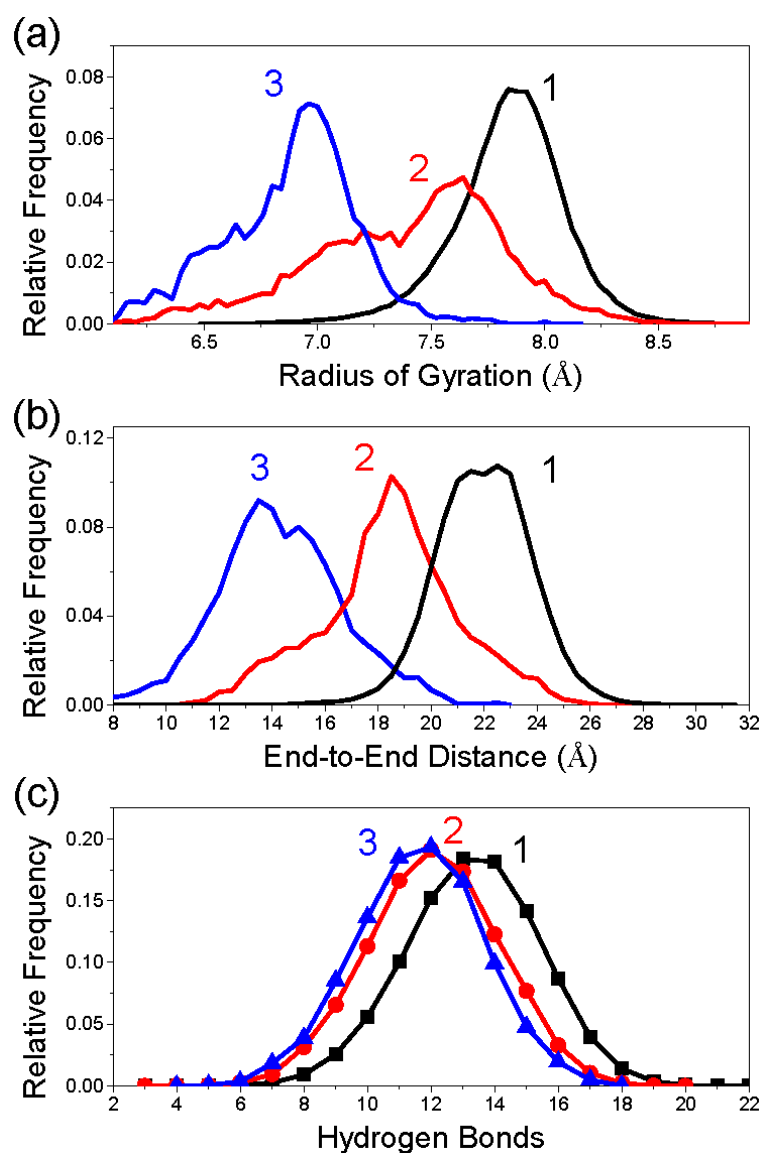 (a)
Relative Frequency
0.08
0.06
0.04
0.02
0.00
3
2
1
6.5 7.0 7.5 8.0 8.5
Radius of Gyration (Å)
(b)
Relative Frequency
0.12
0.08
0.04
0.00
3
2
1
8 10 12 14 16 18 20 22 24 26 28 30 32
End-to-End Distance (Å)
(c)
Relative Frequency
0.20
0.15
0.10
0.05
0.00
3
2
1
2 4 6 8 10 12 14 16 18 20 22
Hydrogen Bonds